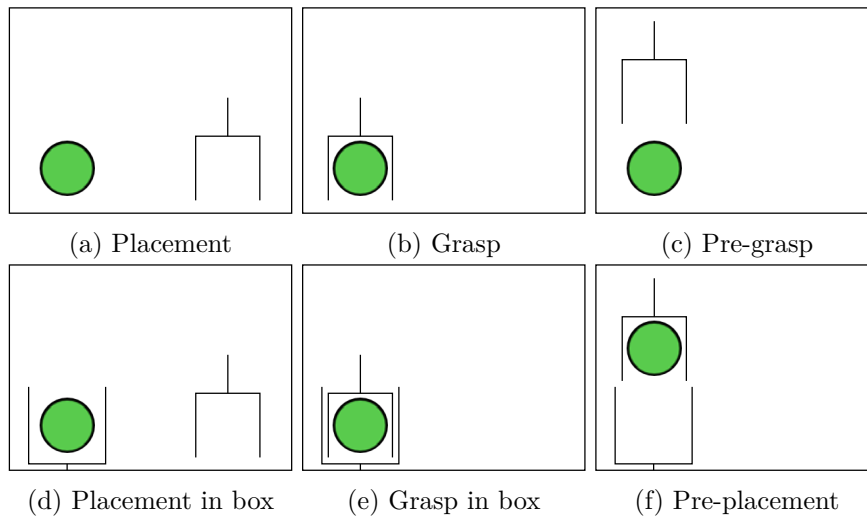 (a) Placement
(b) Grasp
(c) Pre-grasp
(d) Placement in box
(e) Grasp in box
(f) Pre-placement